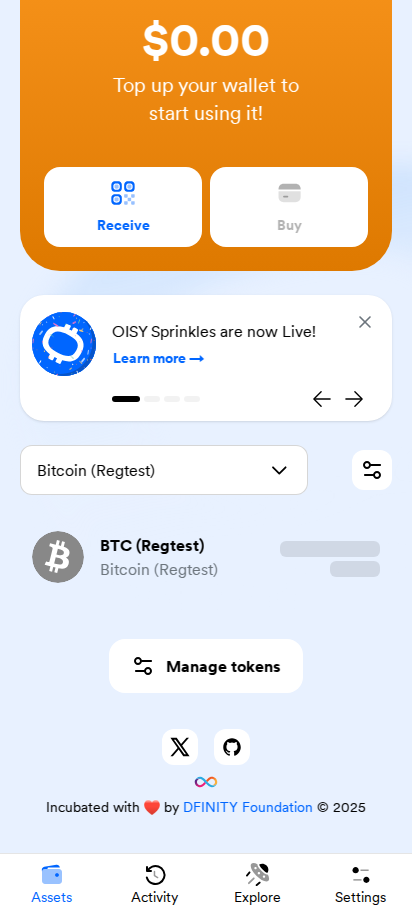 $0.00
Top up your wallet to
start using it!
Receive
Buy
OISY Sprinkles are now Live!
Learn more →
Bitcoin (Regtest)
BTC (Regtest)
Bitcoin (Regtest)
Manage tokens
Incubated with ❤️ by DFINITY Foundation © 2025
Assets
Activity
Explore
Settings